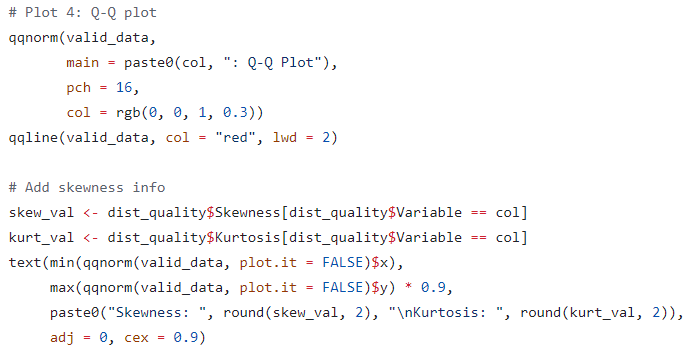 # Plot 4: Q-Q plot
qqnorm(valid_data,
       main = paste0(col, ": Q-Q Plot"),
       pch = 16,
       col = rgb(0, 0, 1, 0.3))
qqline(valid_data, col = "red", lwd = 2)

# Add skewness info
skew_val <- dist_quality$Skewness[dist_quality$Variable == col]
kurt_val <- dist_quality$Kurtosis[dist_quality$Variable == col]
text(min(qqnorm(valid_data, plot.it = FALSE)$x),
     max(qqnorm(valid_data, plot.it = FALSE)$y) * 0.9,
     paste0("Skewness: ", round(skew_val, 2), "\nKurtosis: ", round(kurt_val, 2)),
     adj = 0, cex = 0.9)